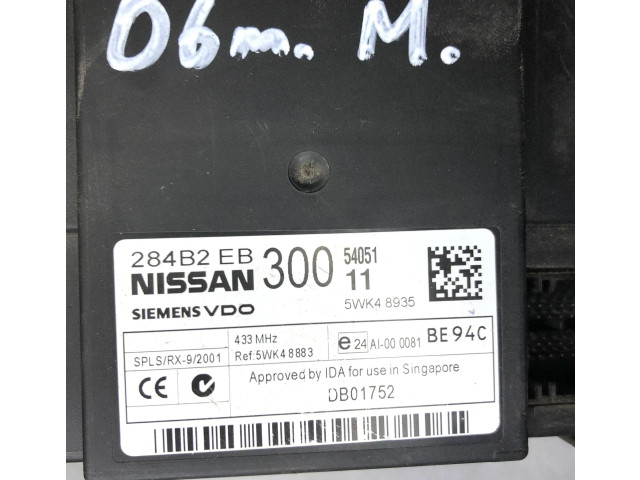 06m. M.
284B2 EB 300 54051
NISSAN 11
SIEMENS VDO 5WK4 8935
433 MHz
SPLS/RX-9/2001 Ref:5WK4 8883 e 24 AI-00 0081 BE94C
CE Approved by IDA for use in Singapore
DB01752